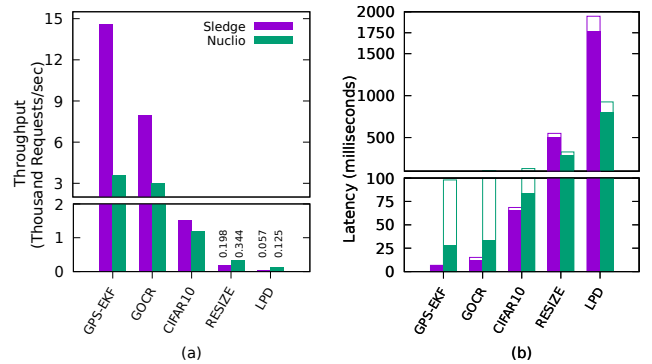 Throughput
(Thousand Requests/sec)
15
12
9
6
3
2
1
0
Sledge
Nuclio
0.198
0.344
0.057
0.125
GPS-EKF
GOCR
CIFAR10
RESIZE
LPD
(a)
Latency (milliseconds)
2000
1750
1000
500
100
75
50
25
0
GPS-EKF
GOCR
CIFAR10
RESIZE
LPD
(b)